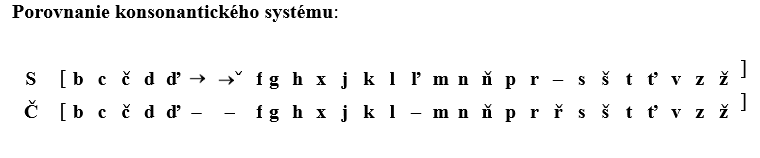 Porovnanie konsonantického systému:
S [ b c č d ď → →ˇ f g h x j k l ľ m n ň p r – s š t ť v z ž ]
Č [ b c č d ď – – f g h x j k l – m n ň p r ř s š t ť v z ž ]